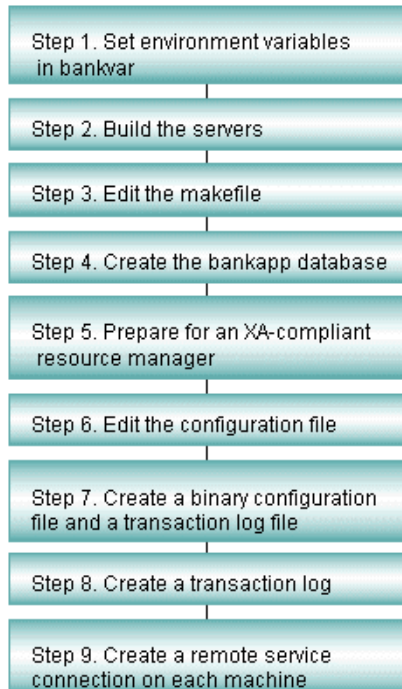 Step 1. Set environment variables
in bankvar
Step 2. Build the servers
Step 3. Edit the makefile
Step 4. Create the bankapp database
Step 5. Prepare for an XA-compliant
resource manager
Step 6. Edit the configuration file
Step 7. Create a binary configuration
file and a transaction log file
Step 8. Create a transaction log
Step 9. Create a remote service
connection on each machine